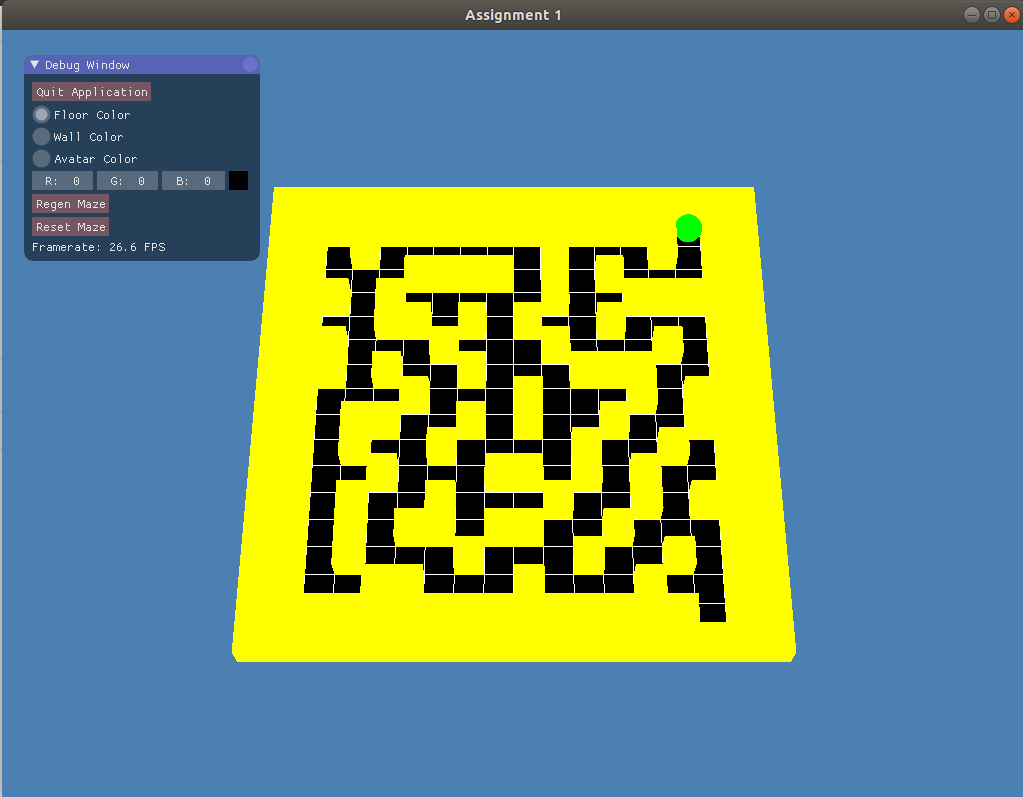 Assignment 1
Debug Window
Quit Application
Floor Color
Wall Color
Avatar Color
R: 0 G: 0 B: 0
Regen Maze
Reset Maze
Framerate: 26.6 FPS